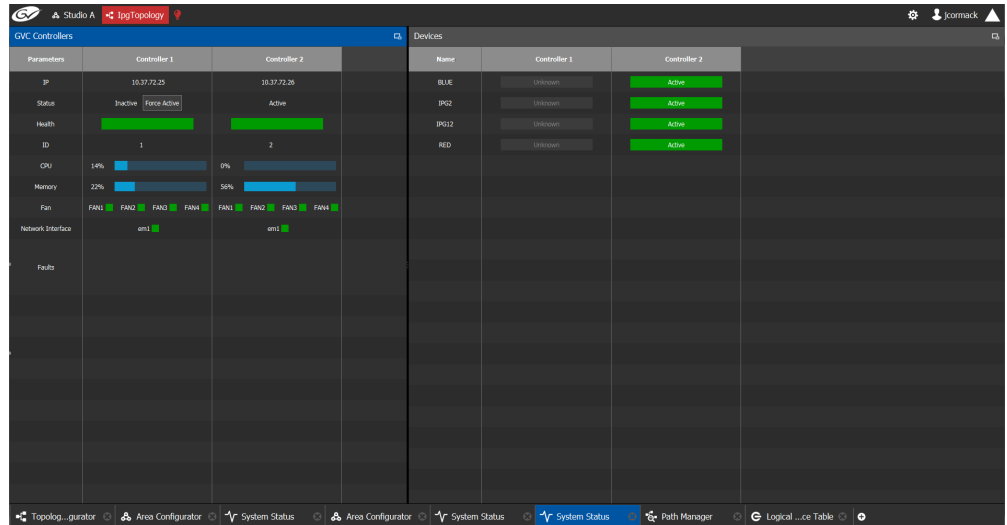 Studio A IpgTopology jcormack
GVC Controllers
Parameters Controller 1 Controller 2
IP 10.37.72.25 10.37.72.26
Status Inactive Force Active Active
Health
ID 1 2
CPU 14% 0%
Memory 22% 56%
Fan FAN1 FAN2 FAN3 FAN4 FAN1 FAN2 FAN3 FAN4
Network Interface em1 em1
Faults
Devices
Name Controller 1 Controller 2
BLUE Unknown Active
IPG2 Unknown Active
IPG12 Unknown Active
RED Unknown Active
Topolog...gurator Area Configurator System Status Area Configurator System Status System Status Path Manager Logical ...ce Table